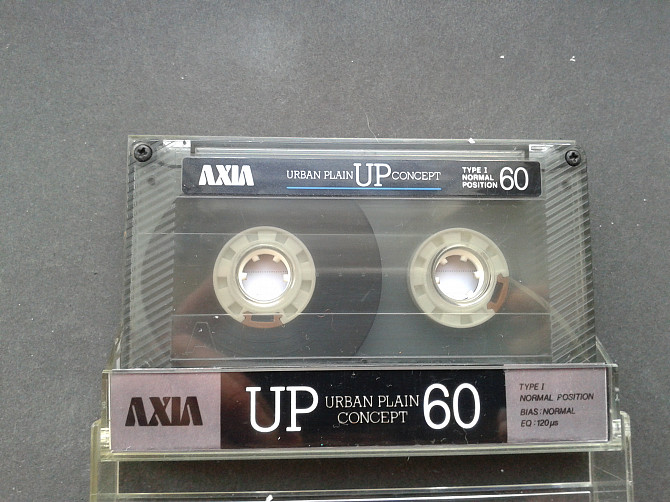 AXIA
URBAN PLAIN UP CONCEPT
TYPE I
NORMAL
POSITION
60
A
AXIA
UP
URBAN PLAIN
CONCEPT
60
TYPE I
NORMAL POSITION
BIAS: NORMAL
EQ: 120µs